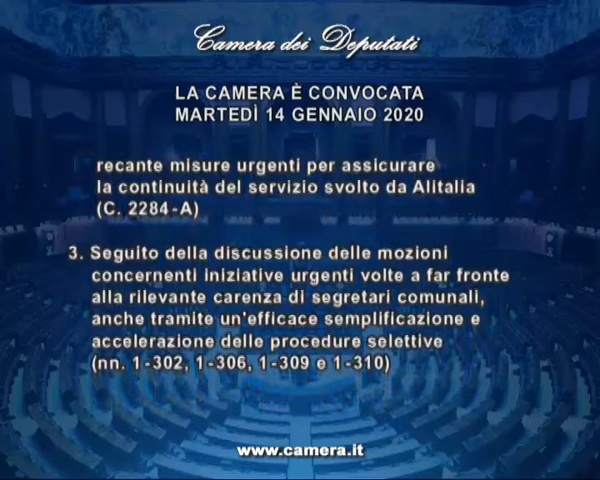 Camera dei Deputati
LA CAMERA È CONVOCATA
MARTEDÌ 14 GENNAIO 2020
recante misure urgenti per assicurare
la continuità del servizio svolto da Alitalia
(C. 2284-A)
3. Seguito della discussione delle mozioni
concernenti iniziative urgenti volte a far fronte
alla rilevante carenza di segretari comunali,
anche tramite un'efficace semplificazione e
accelerazione delle procedure selettive
(nn. 1-302, 1-306, 1-309 e 1-310)
www.camera.it